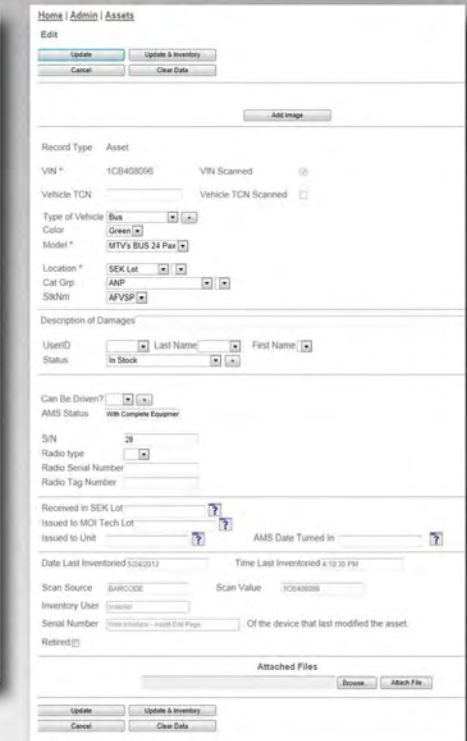 Home | Admin | Assets
Edit
Update Update & Inventory
Cancel Clear Data
Add Image
Record Type Asset
VIN * 1CB408096 VIN Scanned
Vehicle TCN Vehicle TCN Scanned
Type of Vehicle Bus +
Color Green
Model * MTV's BUS 24 Pax
Location * SEK Lot
Cat Grp ANP
StkNm AFVSP
Description of Damages
UserID Last Name First Name
Status In Stock +
Can Be Driven? +
AMS Status With Complete Equipmer
S/N 29
Radio type
Radio Serial Number
Radio Tag Number
Received in SEK Lot ?
Issued to MOI Tech Lot ?
Issued to Unit ? AMS Date Turned In ?
Date Last Inventoried 5/24/2012 Time Last Inventoried 4:10:35 PM
Scan Source BARCODE Scan Value 1CB408096
Inventory User
Serial Number Web Interface - Asset Edit Page Of the device that last modified the asset.
Retired
Attached Files
Browse... Attach File
Update Update & Inventory
Cancel Clear Data